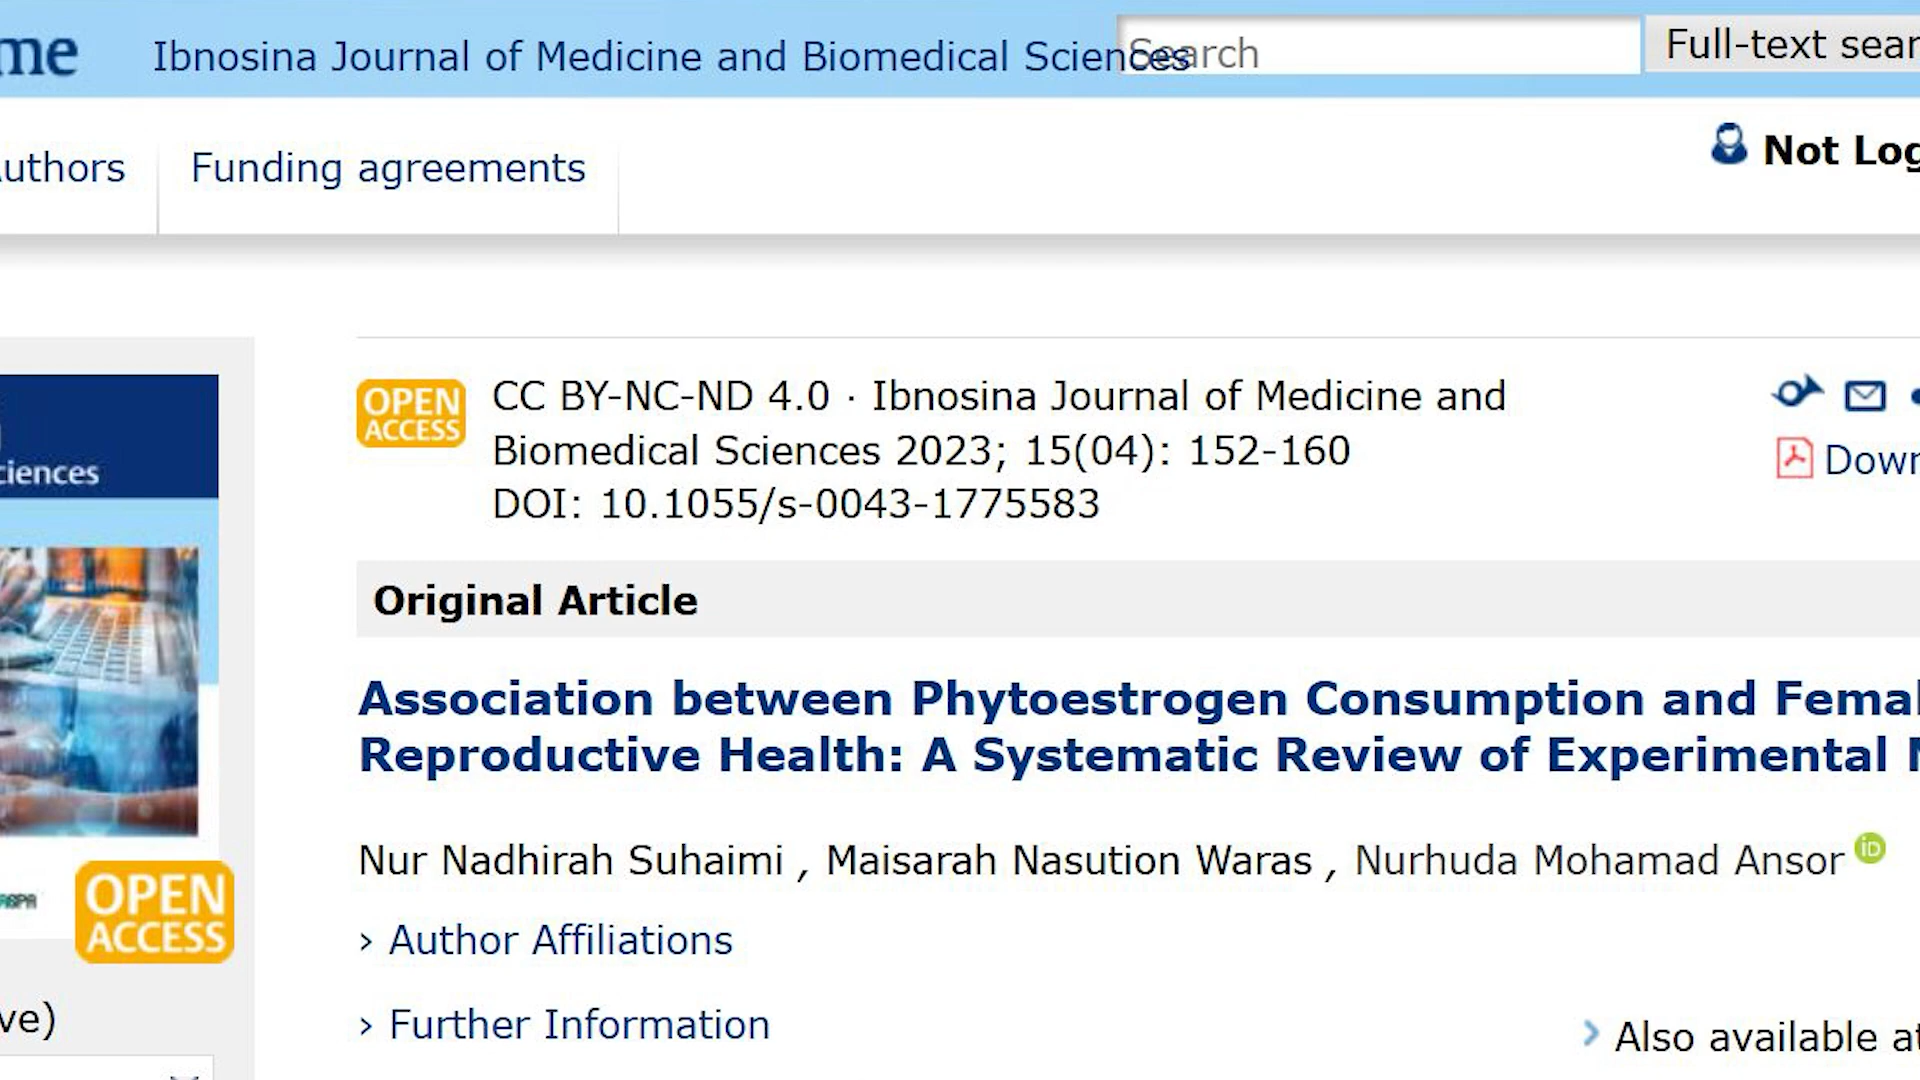 me
Ibnosina Journal of Medicine and Biomedical Sciences
Search
Full-text sear
uthors
Funding agreements
Not Log
ciences
OPEN
ACCESS
CC BY-NC-ND 4.0 · Ibnosina Journal of Medicine and
Biomedical Sciences 2023; 15(04): 152-160
DOI: 10.1055/s-0043-1775583
Down
Original Article
Association between Phytoestrogen Consumption and Femal
Reproductive Health: A Systematic Review of Experimental
Nur Nadhirah Suhaimi , Maisarah Nasution Waras , Nurhuda Mohamad Ansor iD
OPEN
ACCESS
› Author Affiliations
› Further Information
ve)
Also available at